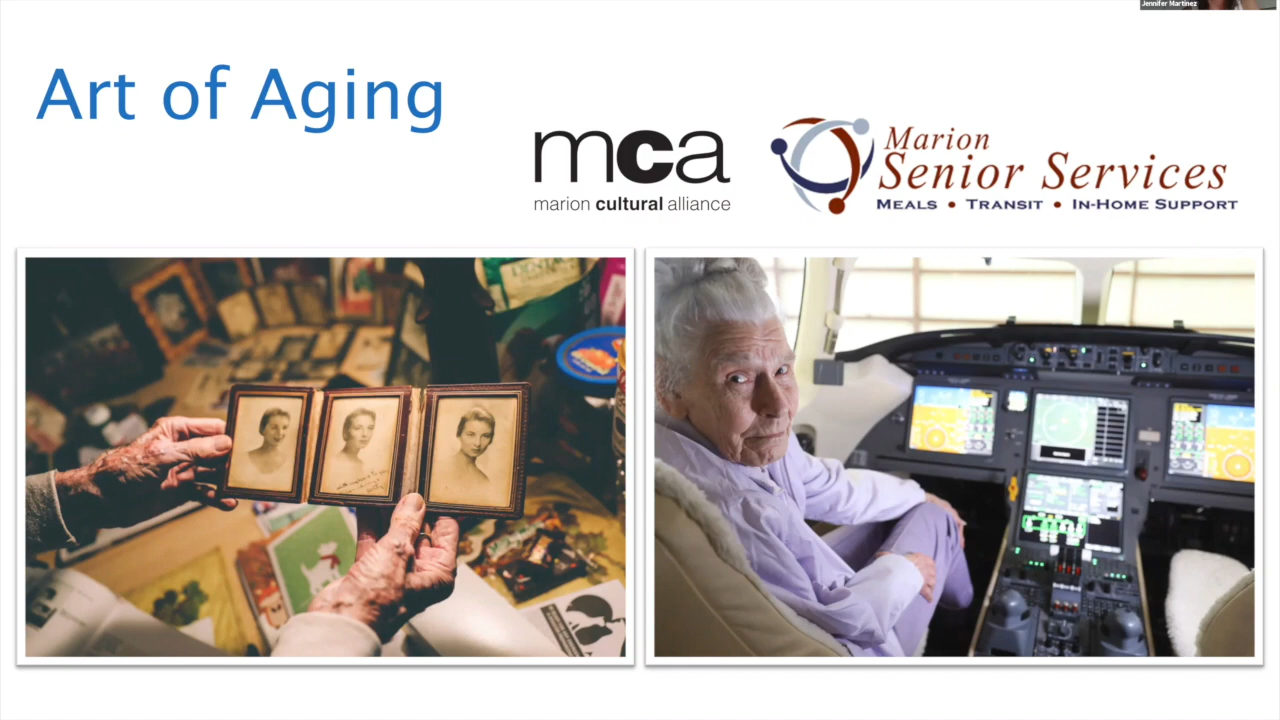 Jennifer Martinez
Art of Aging
mca
marion cultural alliance
Marion
Senior Services
MEALS • TRANSIT • IN-HOME SUPPORT